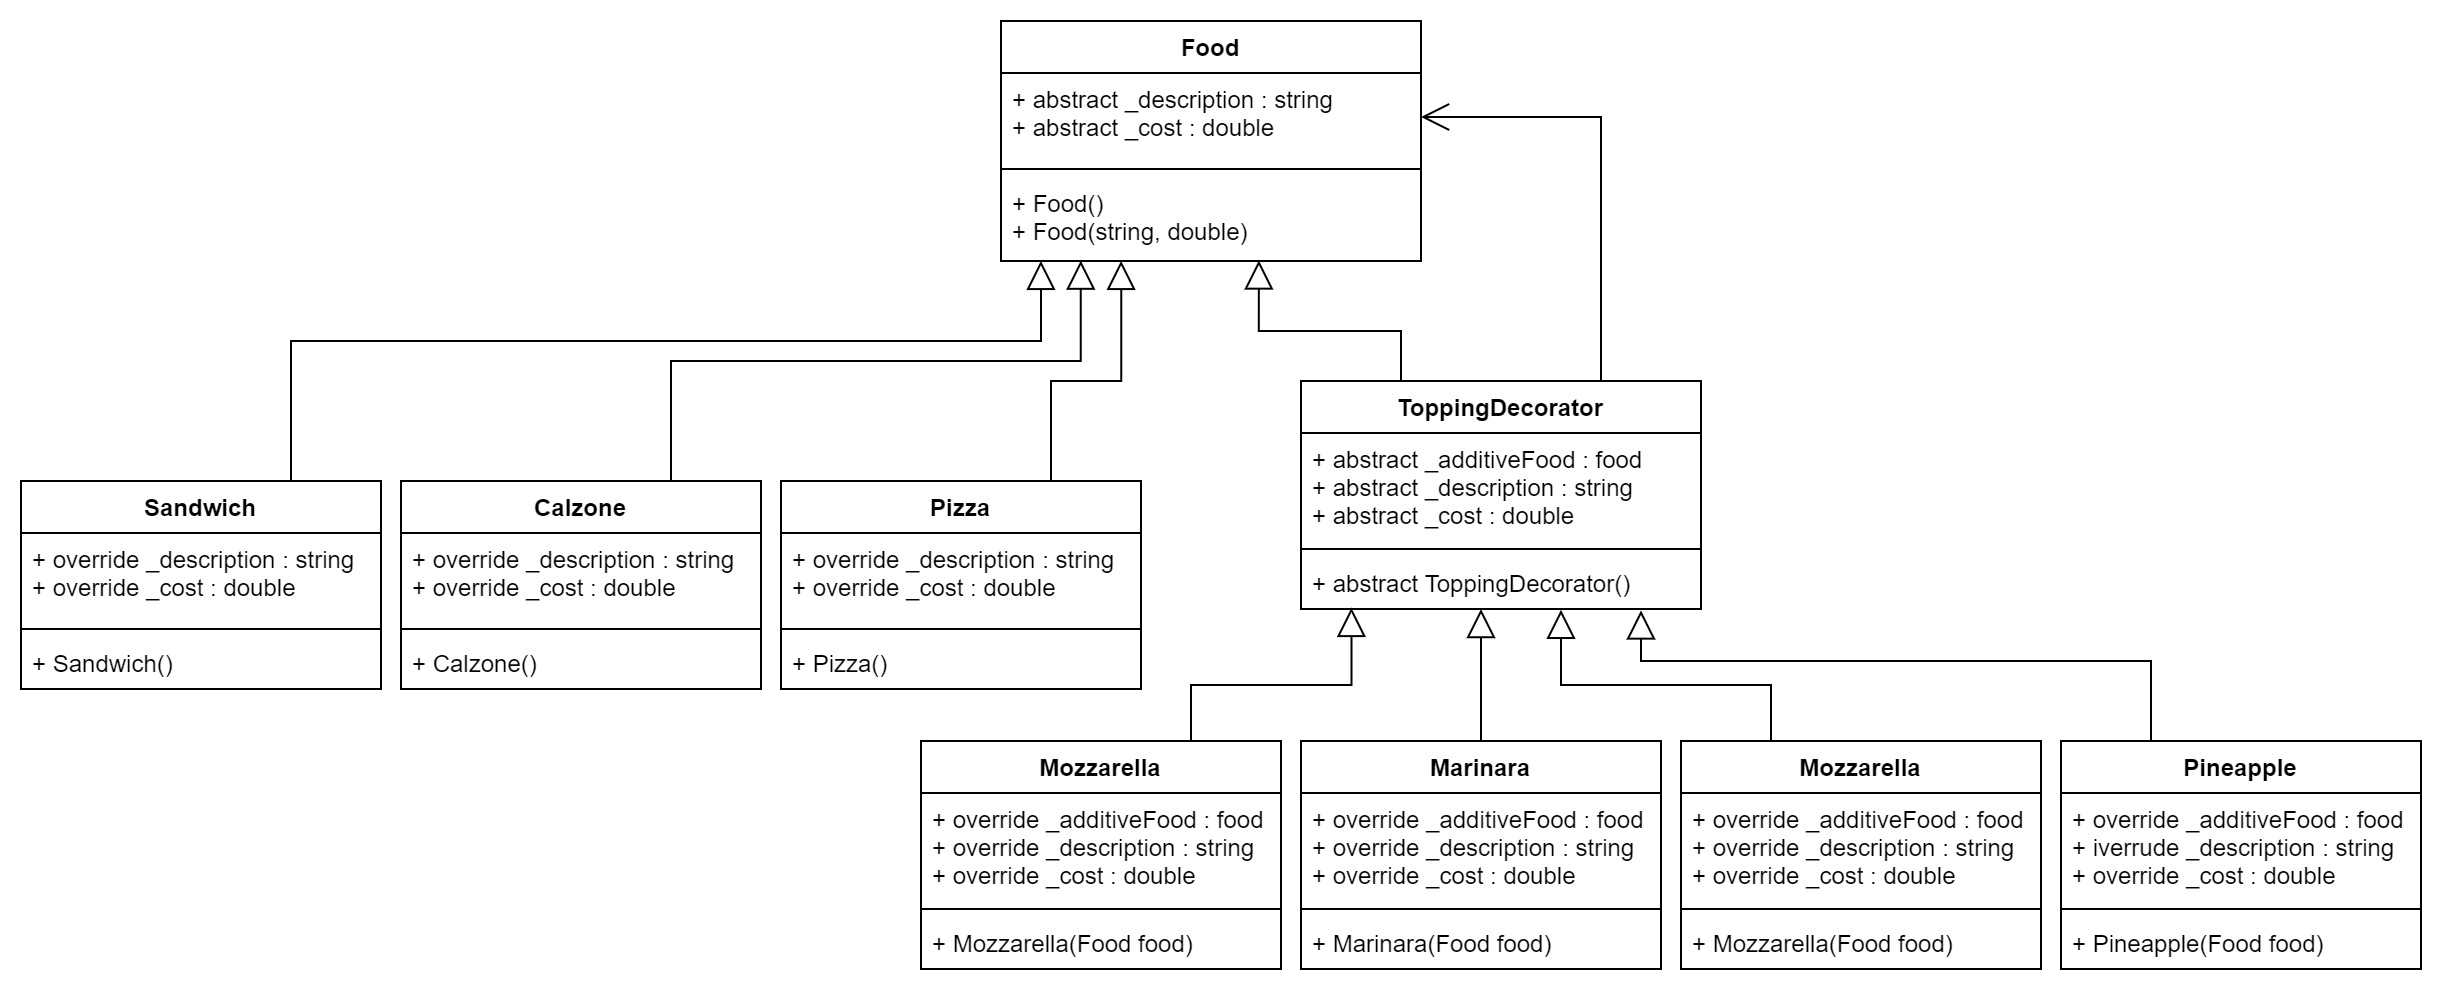 Food
+ abstract _description : string
+ abstract _cost : double
+ Food()
+ Food(string, double)
ToppingDecorator
+ abstract _additiveFood : food
+ abstract _description : string
+ abstract _cost : double
+ abstract ToppingDecorator()
Sandwich
+ override _description : string
+ override _cost : double
+ Sandwich()
Calzone
+ override _description : string
+ override _cost : double
+ Calzone()
Pizza
+ override _description : string
+ override _cost : double
+ Pizza()
Mozzarella
+ override _additiveFood : food
+ override _description : string
+ override _cost : double
+ Mozzarella(Food food)
Marinara
+ override _additiveFood : food
+ override _description : string
+ override _cost : double
+ Marinara(Food food)
Mozzarella
+ override _additiveFood : food
+ override _description : string
+ override _cost : double
+ Mozzarella(Food food)
Pineapple
+ override _additiveFood : food
+ iverrude _description : string
+ override _cost : double
+ Pineapple(Food food)